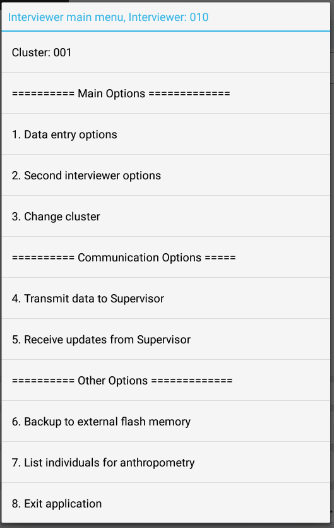 Interviewer main menu, Interviewer: 010
Cluster: 001
========== Main Options =============
1. Data entry options
2. Second interviewer options
3. Change cluster
========== Communication Options =====
4. Transmit data to Supervisor
5. Receive updates from Supervisor
========== Other Options =============
6. Backup to external flash memory
7. List individuals for anthropometry
8. Exit application